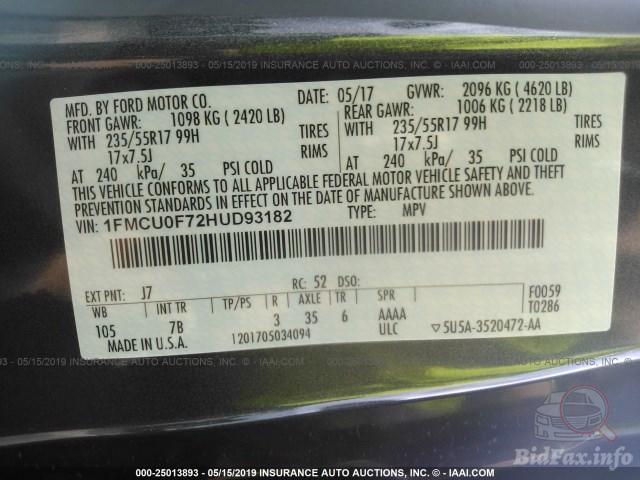 000-25013893 - 05/15/2019 INSURANCE AUTO AUCTIONS, INC. - IAAI.COM
MFD. BY FORD MOTOR CO. DATE: 05/17 GVWR: 2096 KG ( 4620 LB)
FRONT GAWR: 1098 KG ( 2420 LB) REAR GAWR: 1006 KG ( 2218 LB)
WITH 235/55R17 99H TIRES WITH 235/55R17 99H TIRES
17x7.5J RIMS 17x7.5J RIMS
AT 240 kPa/ 35 PSI COLD AT 240 kPa/ 35 PSI COLD
THIS VEHICLE CONFORMS TO ALL APPLICABLE FEDERAL MOTOR VEHICLE SAFETY AND THEFT
PREVENTION STANDARDS IN EFFECT ON THE DATE OF MANUFACTURE SHOWN ABOVE.
VIN: 1FMCU0F72HUD93182 TYPE: MPV
EXT PNT: J7 RC: 52 DSO: F0059
WB INT TR TP/PS R AXLE TR SPR T0286
105 7B 3 35 6 AAAA
MADE IN U.S.A. 1201705034094 ULC ▽5U5A-3520472-AA
BidFax.info
000-25013893 - 05/15/2019 INSURANCE AUTO AUCTIONS, INC. - IAAI.COM